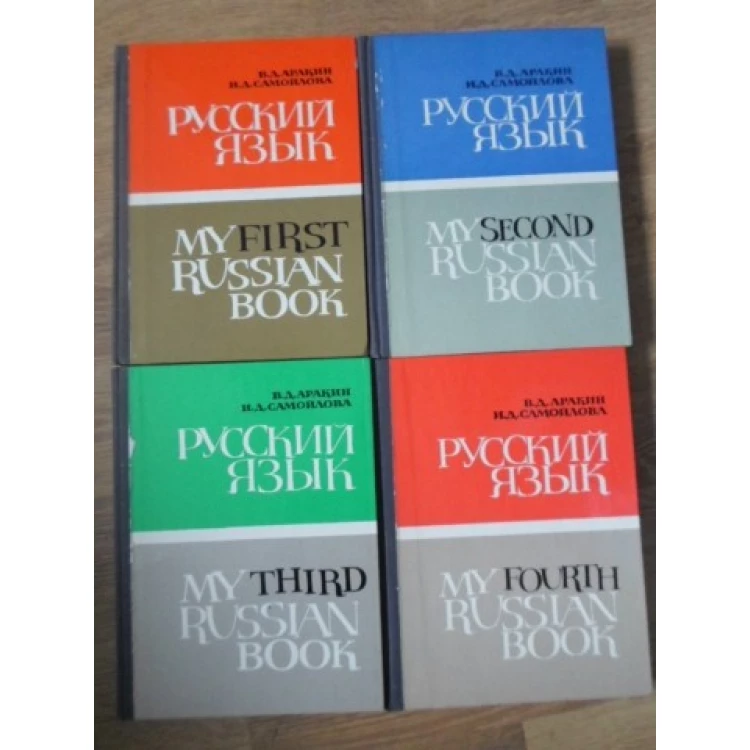 В.Д.АРАКИН
И.Д.САМОЙЛОВА
РУССКИЙ
ЯЗЫК
MY FIRST
RUSSIAN
BOOK
В.Д.АРАКИН
И.Д.САМОЙЛОВА
РУССКИЙ
ЯЗЫК
MY SECOND
RUSSIAN
BOOK
В.Д.АРАКИН
И.Д.САМОЙЛОВА
РУССКИЙ
ЯЗЫК
MY THIRD
RUSSIAN
BOOK
В.Д.АРАКИН
И.Д.САМОЙЛОВА
РУССКИЙ
ЯЗЫК
MY FOURTH
RUSSIAN
BOOK